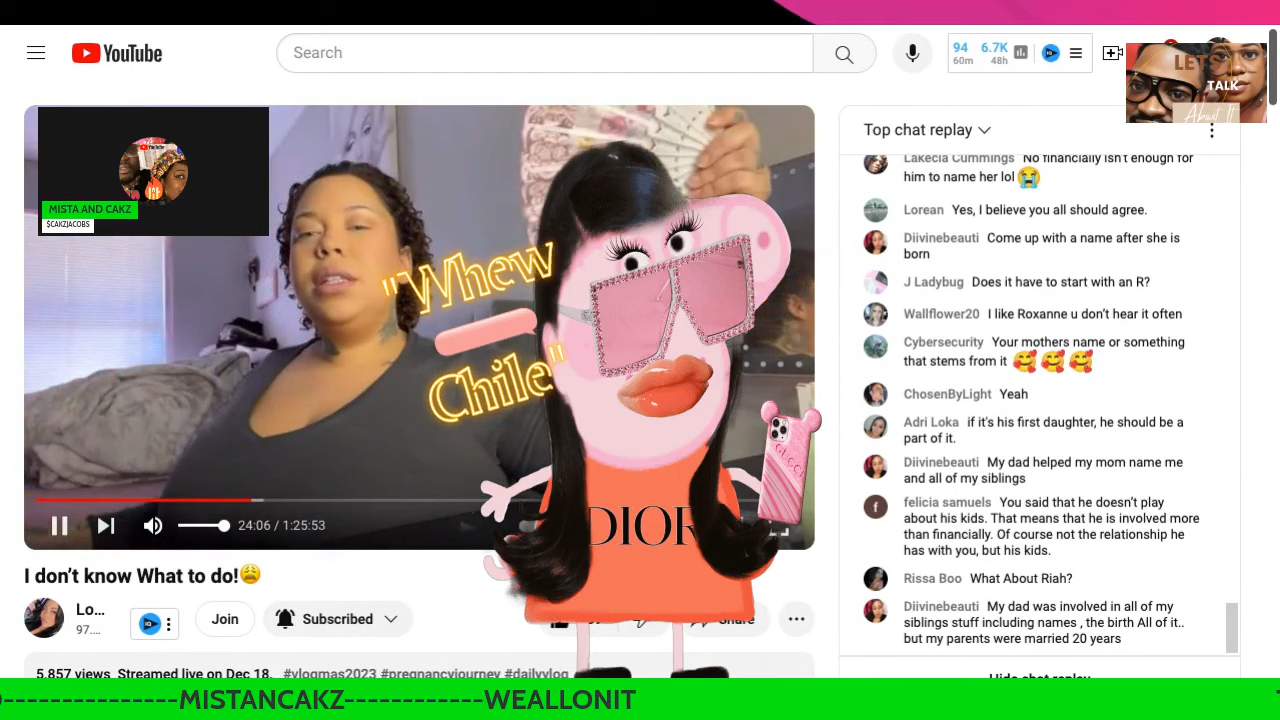 YouTube
Search
94 6.7K
60m 48h
LETS
TALK
About It
MISTA AND CAKZ
$CAKZJACOBS
"Whew
Chile"
DIOR
GUCCI
24:06 / 1:25:53
I don't know What to do!😩
Lo...
97....
Join
Subscribed
Share
5,857 views Streamed live on Dec 18, #vlogmas2023 #pregnancyjourney #dailyvlog
Top chat replay
Lakecia Cummings No financially isn't enough for
him to name her lol 😭
Lorean Yes, I believe you all should agree.
Diivinebeauti Come up with a name after she is
born
J Ladybug Does it have to start with an R?
Wallflower20 I like Roxanne u don't hear it often
Cybersecurity Your mothers name or something
that stems from it 🥰 🥰 🥰
ChosenByLight Yeah
Adri Loka if it's his first daughter, he should be a
part of it.
Diivinebeauti My dad helped my mom name me
and all of my siblings
f
felicia samuels You said that he doesn't play
about his kids. That means that he is involved more
than financially. Of course not the relationship he
has with you, but his kids.
Rissa Boo What About Riah?
Diivinebeauti My dad was involved in all of my
siblings stuff including names , the birth All of it..
but my parents were married 20 years
Hide chat replay
---------------MISTANCAKZ------------WEALLONIT